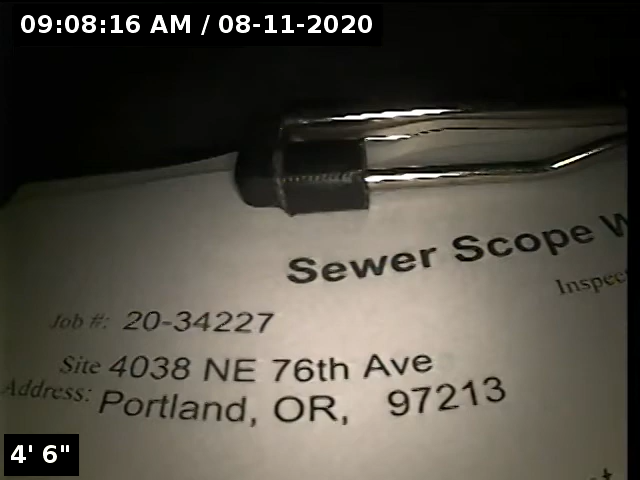 09:08:16 AM / 08-11-2020
Sewer Scope
Job #: 20-34227
Site 4038 NE 76th Ave
Address: Portland, OR, 97213
4' 6"